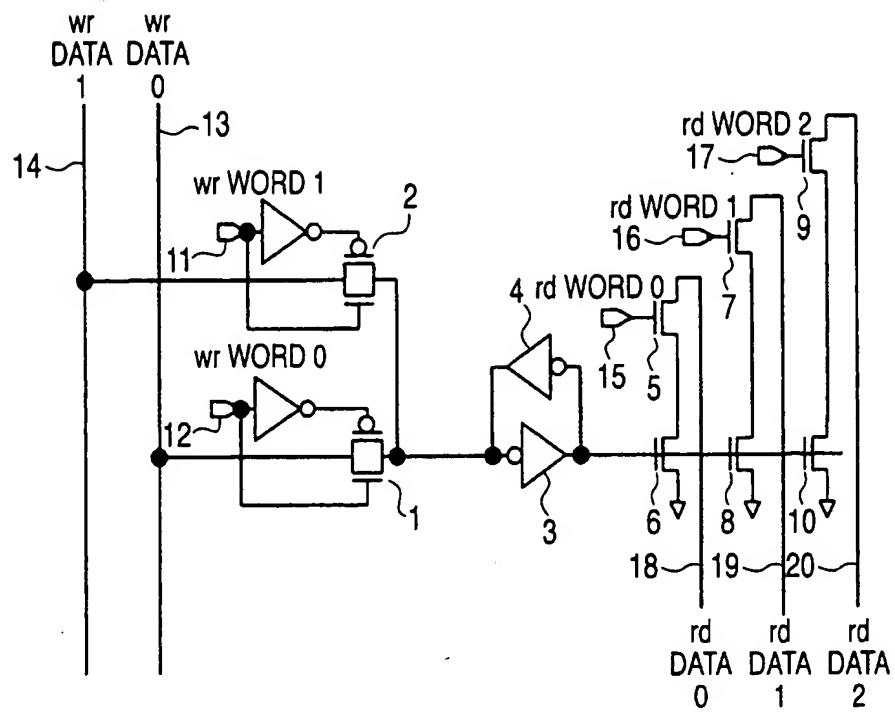 wr wr
DATA DATA
1 0
13
14
rd WORD 2
17
wr WORD 1
2
9
11
rd WORD 1
16
7
4 rd WORD 0
15
5
wr WORD 0
12
1
3
6
8
10
18
19
20
rd rd rd
DATA DATA DATA
0 1 2